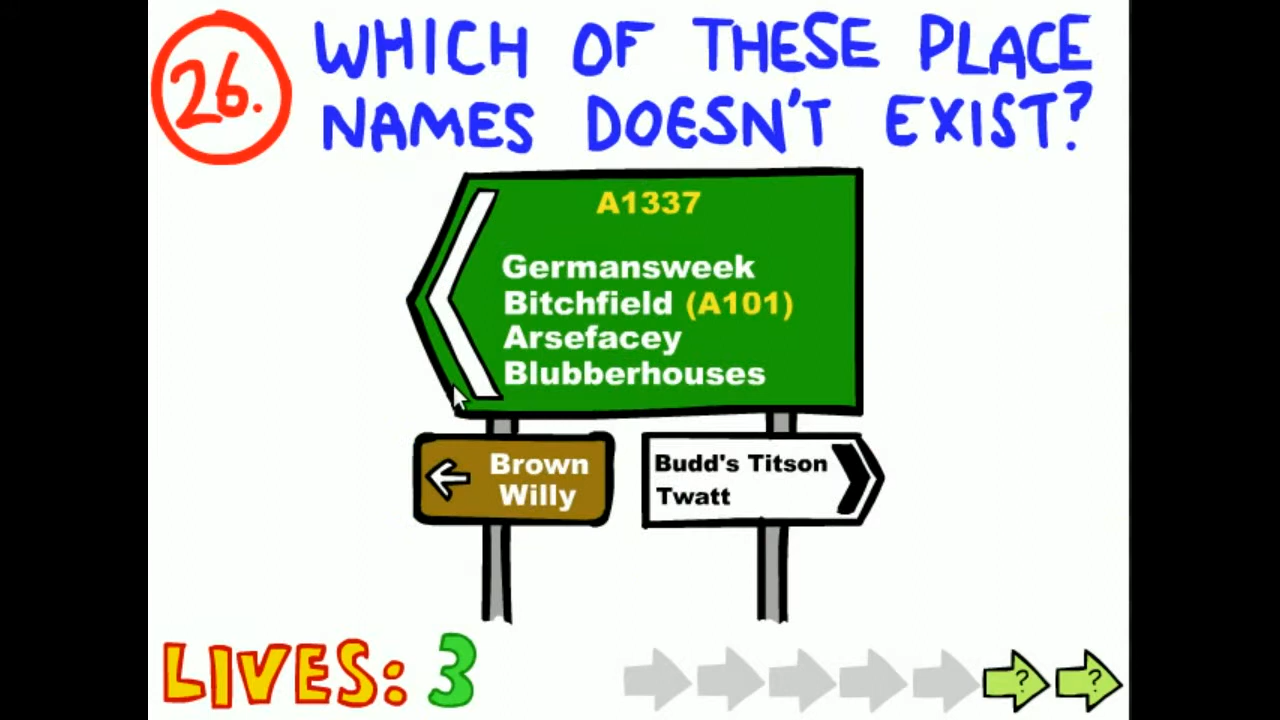 26.
WHICH OF THESE PLACE
NAMES DOESN'T EXIST?
A1337
Germansweek
Bitchfield (A101)
Arsefacey
Blubberhouses
Brown
Willy
Budd's Titson
Twatt
LIVES: 3
? ?